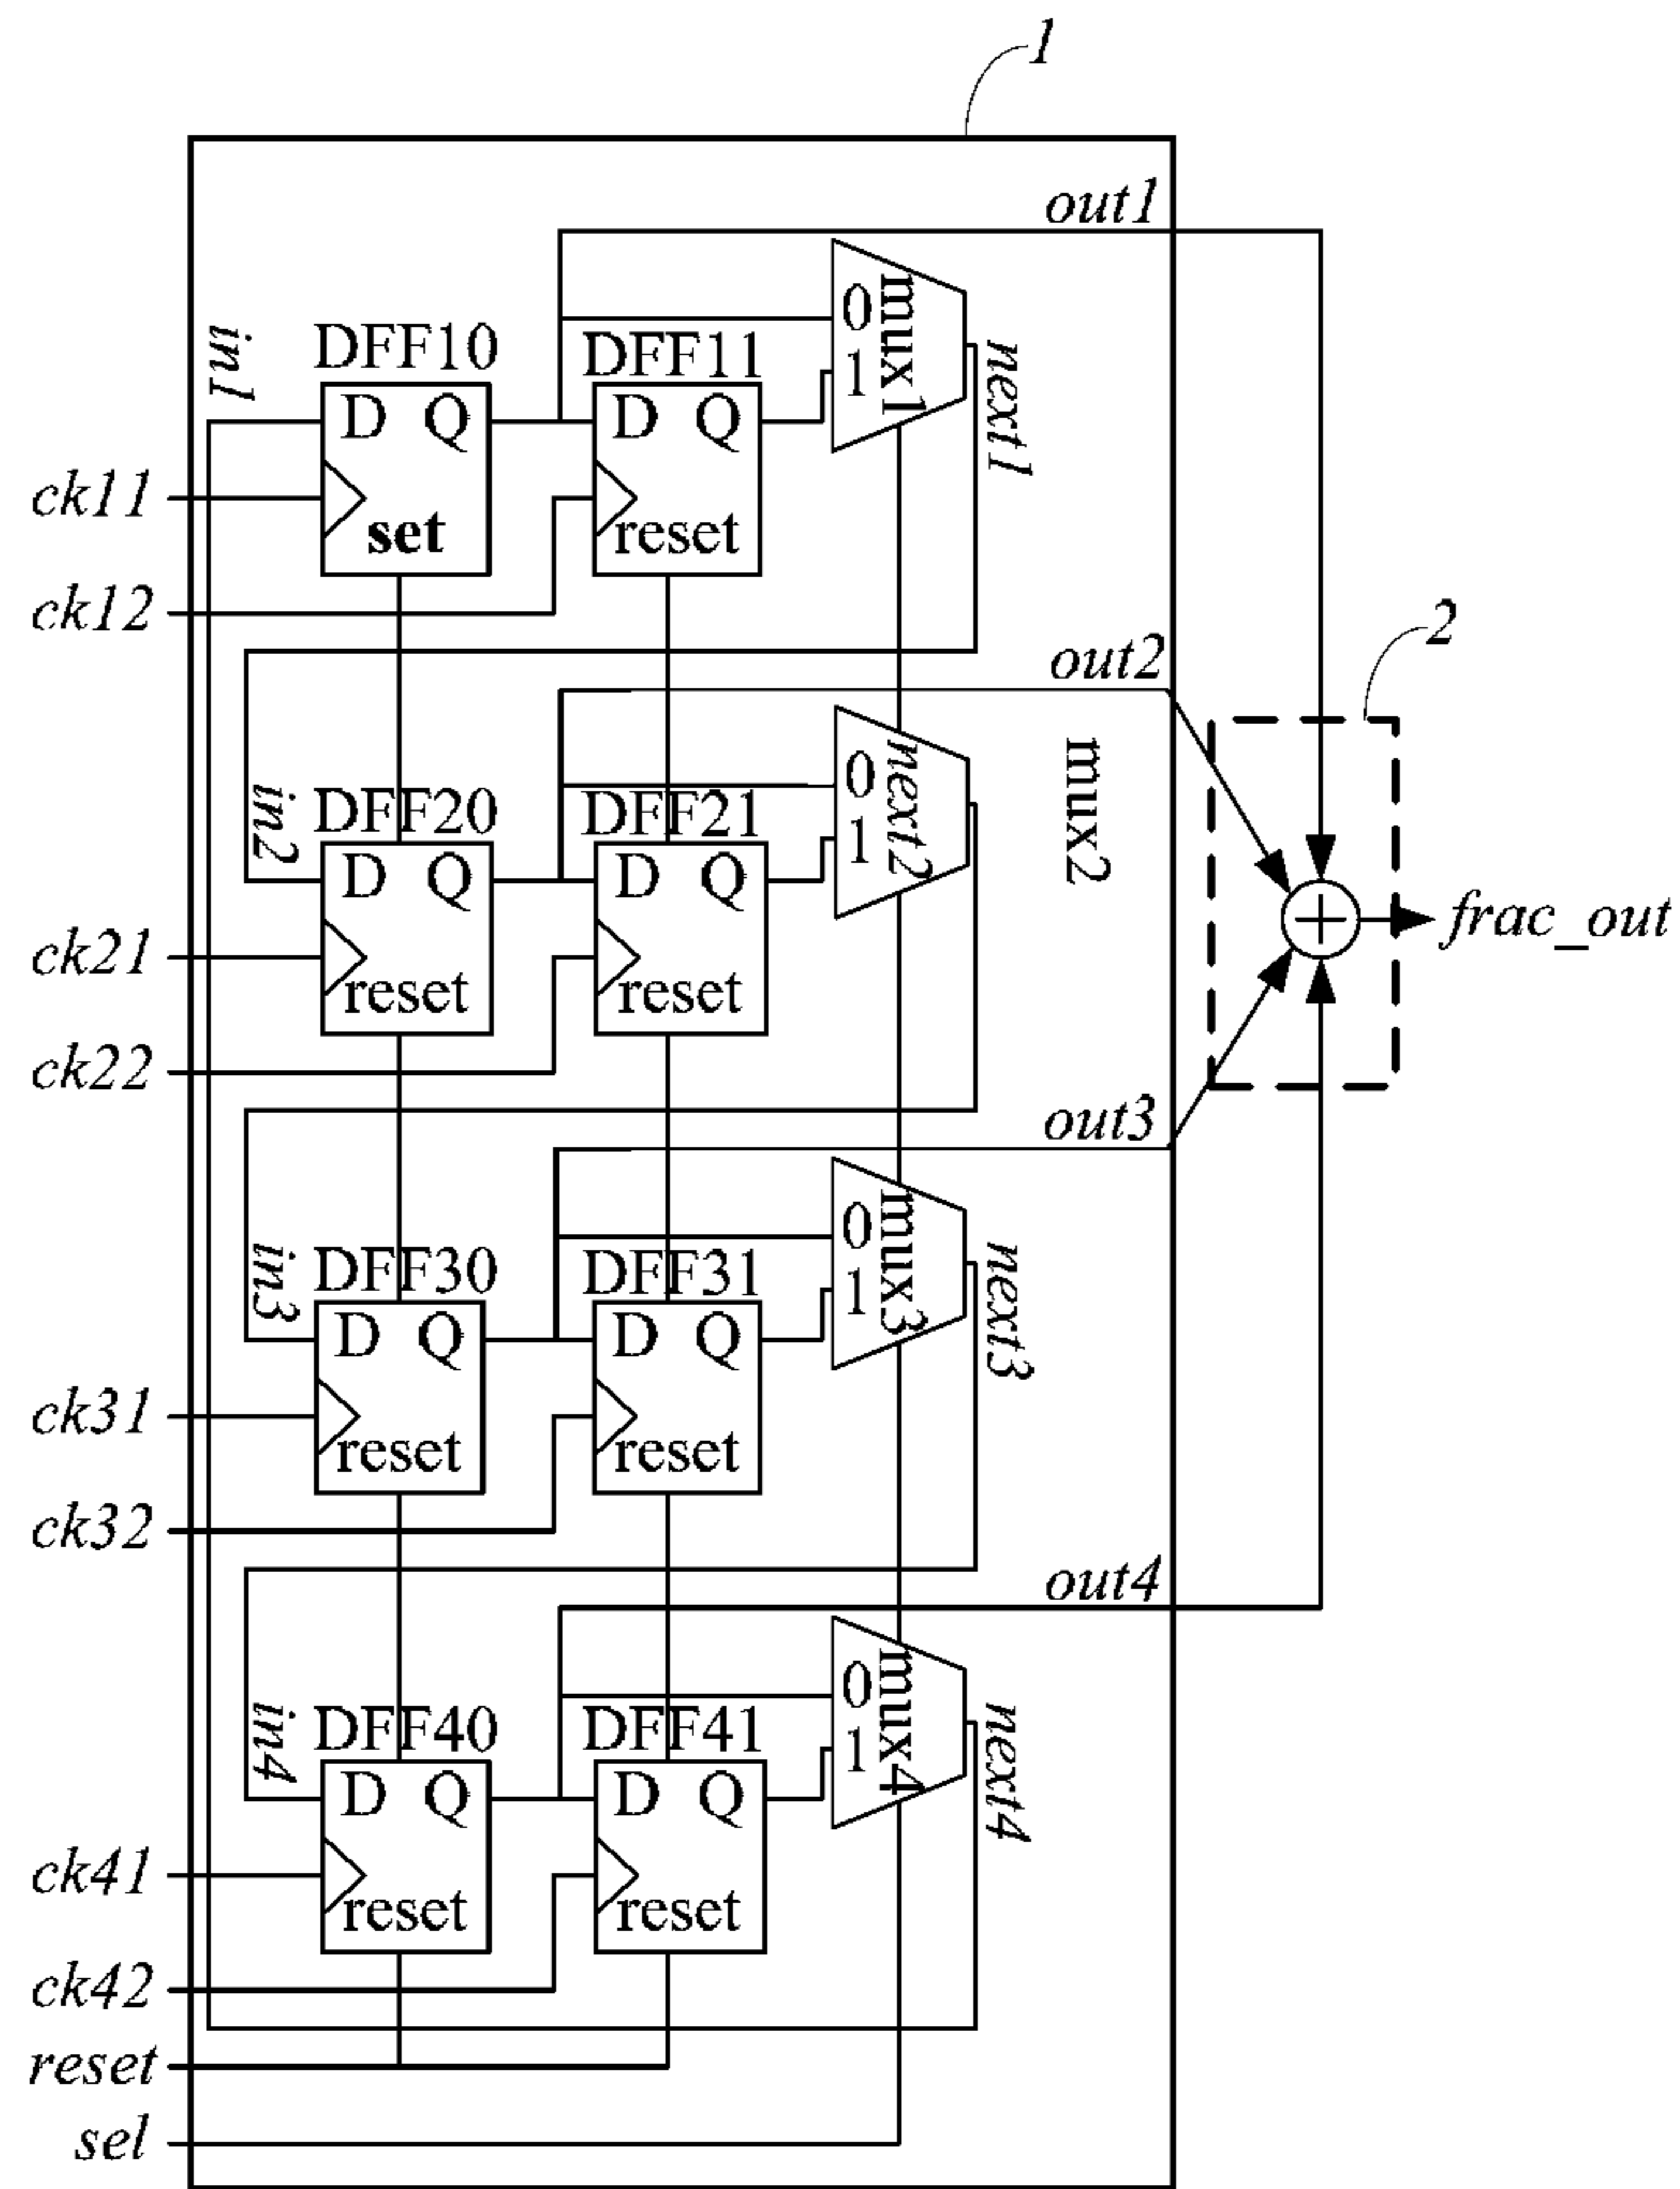 1
out1
in1
DFF10
DFF11
0
1
mux1
next1
D Q
D Q
ck11
set
reset
ck12
2
out2
mux2
in2
DFF20
DFF21
0
1
next2
D Q
D Q
frac_out
ck21
reset
reset
ck22
out3
in3
DFF30
DFF31
0
1
mux3
next3
D Q
D Q
ck31
reset
reset
ck32
out4
in4
DFF40
DFF41
0
1
mux4
next4
D Q
D Q
ck41
reset
reset
ck42
reset
sel